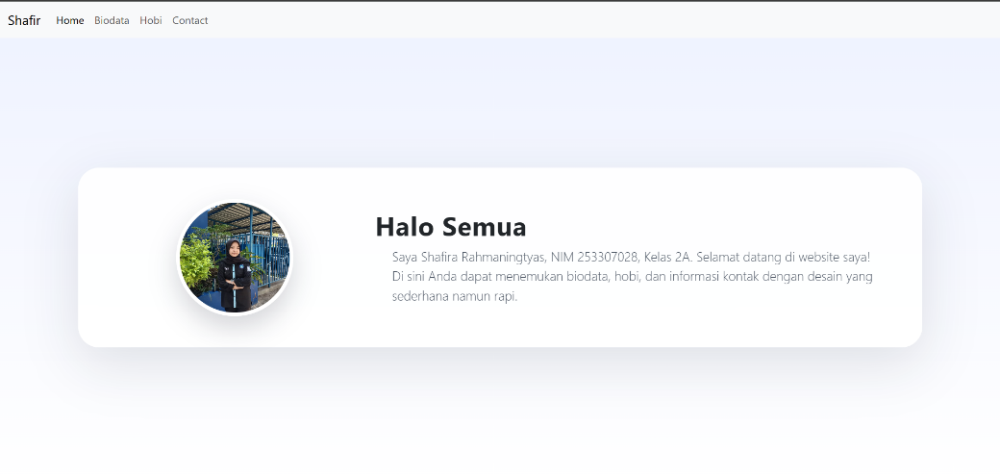 Shafir Home Biodata Hobi Contact
Halo Semua
Saya Shafira Rahmaningtyas, NIM 253307028, Kelas 2A. Selamat datang di website saya!
Di sini Anda dapat menemukan biodata, hobi, dan informasi kontak dengan desain yang
sederhana namun rapi.